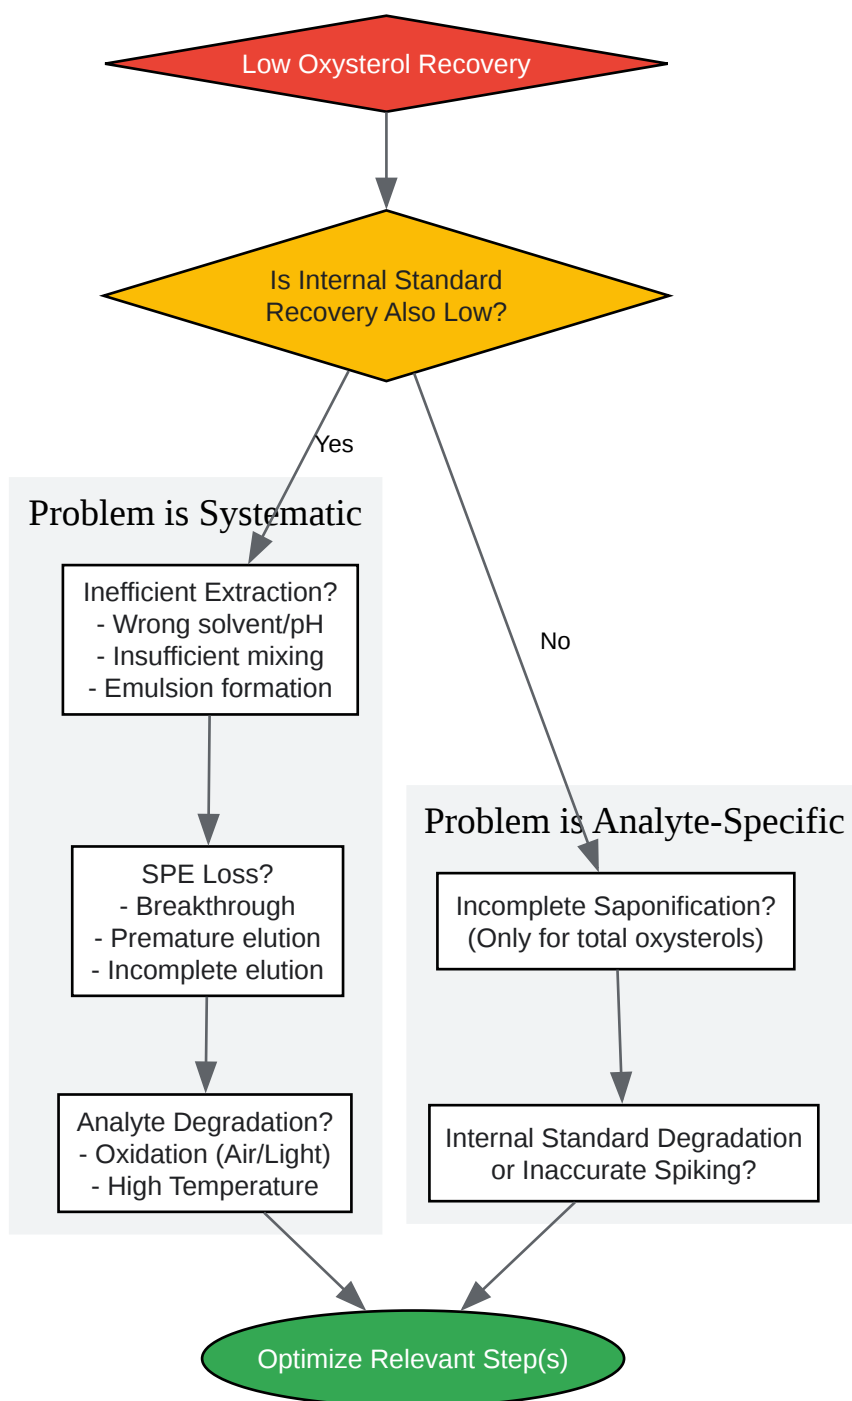 Low Oxysterol Recovery
Is Internal Standard
Recovery Also Low?
Yes
No
Problem is Systematic
Inefficient Extraction?
- Wrong solvent/pH
- Insufficient mixing
- Emulsion formation
SPE Loss?
- Breakthrough
- Premature elution
- Incomplete elution
Analyte Degradation?
- Oxidation (Air/Light)
- High Temperature
Problem is Analyte-Specific
Incomplete Saponification?
(Only for total oxysterols)
Internal Standard Degradation
or Inaccurate Spiking?
Optimize Relevant Step(s)